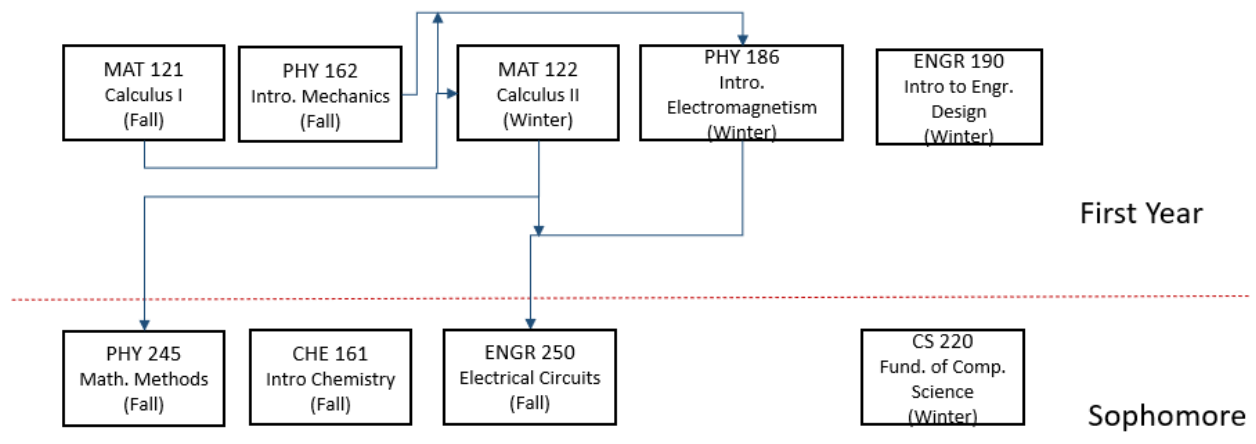 MAT 121
Calculus I
(Fall)
PHY 162
Intro. Mechanics
(Fall)
MAT 122
Calculus II
(Winter)
PHY 186
Intro.
Electromagnetism
(Winter)
ENGR 190
Intro to Engr.
Design
(Winter)
First Year
PHY 245
Math. Methods
(Fall)
CHE 161
Intro Chemistry
(Fall)
ENGR 250
Electrical Circuits
(Fall)
CS 220
Fund. of Comp.
Science
(Winter)
Sophomore